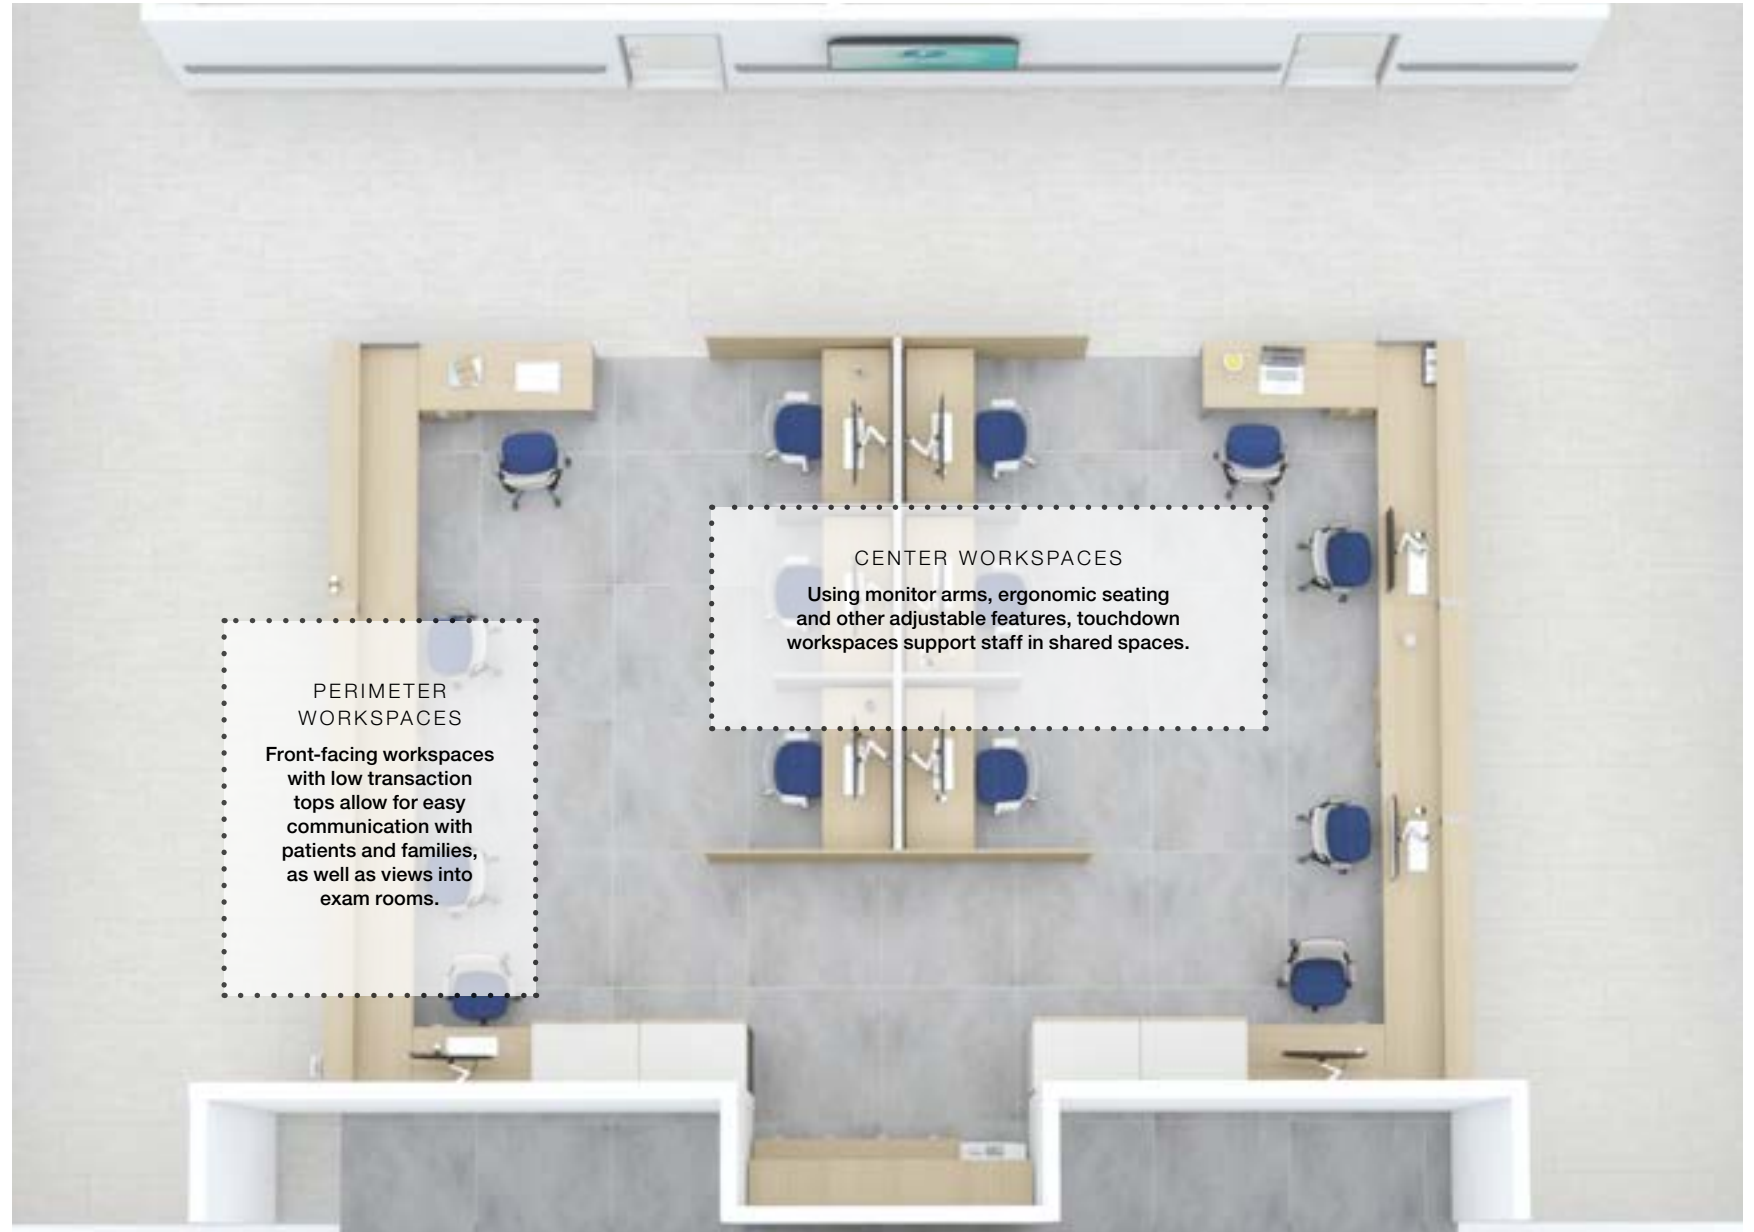 CENTER WORKSPACES
Using monitor arms, ergonomic seating
and other adjustable features, touchdown
workspaces support staff in shared spaces.
PERIMETER
WORKSPACES
Front-facing workspaces
with low transaction
tops allow for easy
communication with
patients and families,
as well as views into
exam rooms.